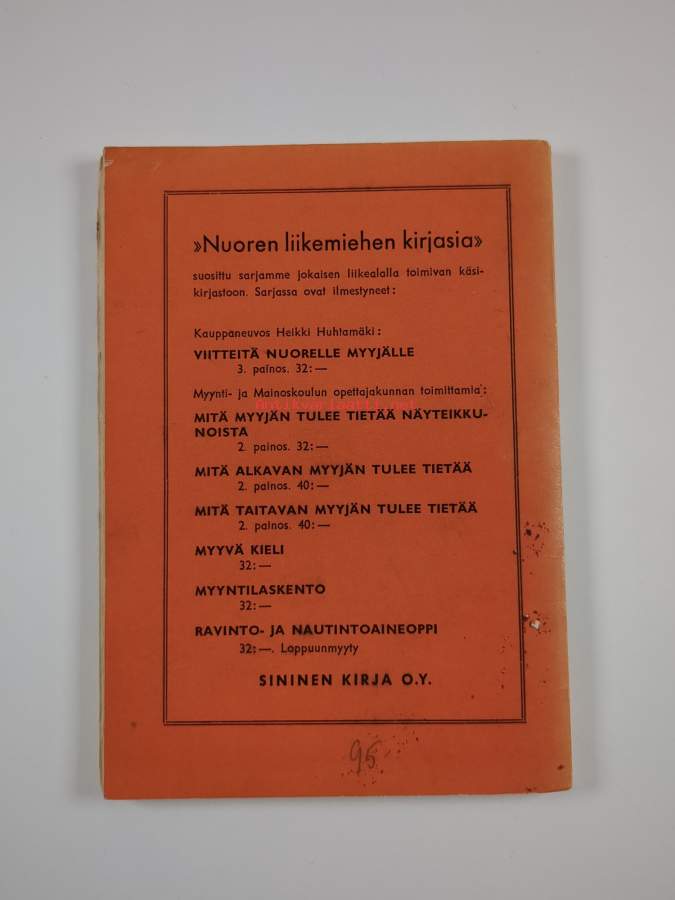 »Nuoren liikemiehen kirjasia»
suosittu sarjamme jokaisen liikealalla toimivan käsi-
kirjastoon. Sarjassa ovat ilmestyneet:
Kauppaneuvos Heikki Huhtamäki:
VIITTEITÄ NUORELLE MYYJÄLLE
3. painos. 32:—
Myynti- ja Mainoskoulun opettajakunnan toimittamia:
MITÄ MYYJÄN TULEE TIETÄÄ NÄYTEIKKU-
NOISTA
2. painos. 32:—
MITÄ ALKAVAN MYYJÄN TULEE TIETÄÄ
2. painos. 40:—
MITÄ TAITAVAN MYYJÄN TULEE TIETÄÄ
2. painos. 40:—
MYYVÄ KIELI
32:—
MYYNTILASKENTO
32:—
RAVINTO- JA NAUTINTOAINEOPPI
32:—. Loppuunmyyty
SININEN KIRJA O.Y.
95